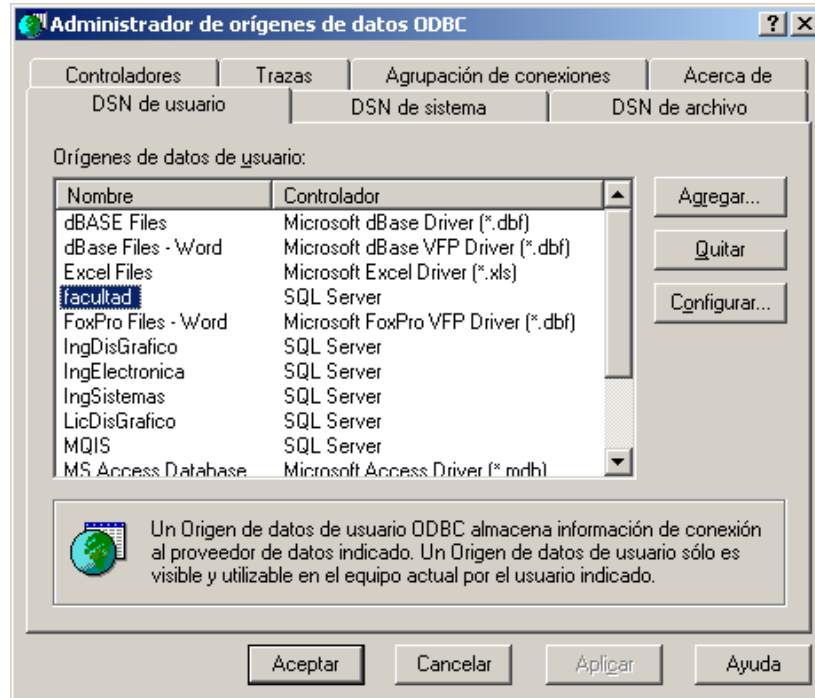 Administrador de orígenes de datos ODBC
Controladores Trazas Agrupación de conexiones Acerca de
DSN de usuario DSN de sistema DSN de archivo
Orígenes de datos de usuario:
Nombre Controlador
dBASE Files Microsoft dBase Driver (*.dbf)
dBase Files - Word Microsoft dBase VFP Driver (*.dbf)
Excel Files Microsoft Excel Driver (*.xls)
facultad SQL Server
FoxPro Files - Word Microsoft FoxPro VFP Driver (*.dbf)
IngDisGrafico SQL Server
IngElectronica SQL Server
IngSistemas SQL Server
LicDisGrafico SQL Server
MQIS SQL Server
MS Access Database Microsoft Access Driver (*.mdb)
Agregar...
Quitar
Configurar...
Un Origen de datos de usuario ODBC almacena información de conexión
al proveedor de datos indicado. Un Origen de datos de usuario sólo es
visible y utilizable en el equipo actual por el usuario indicado.
Aceptar Cancelar Aplicar Ayuda